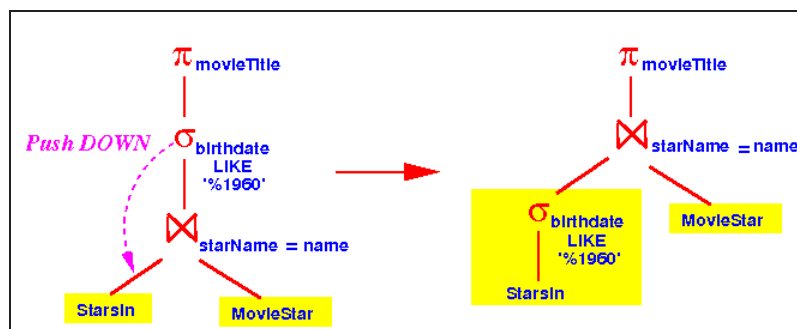 π movieTitle
Push DOWN
σ birthdate
LIKE
'%1960'
⋈ starName = name
StarsIn
MovieStar
π movieTitle
⋈ starName = name
σ birthdate
LIKE
'%1960'
StarsIn
MovieStar